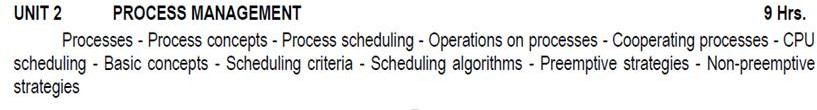 UNIT 2 PROCESS MANAGEMENT 9 Hrs.
Processes - Process concepts - Process scheduling - Operations on processes - Cooperating processes - CPU
scheduling - Basic concepts - Scheduling criteria - Scheduling algorithms - Preemptive strategies - Non-preemptive
strategies